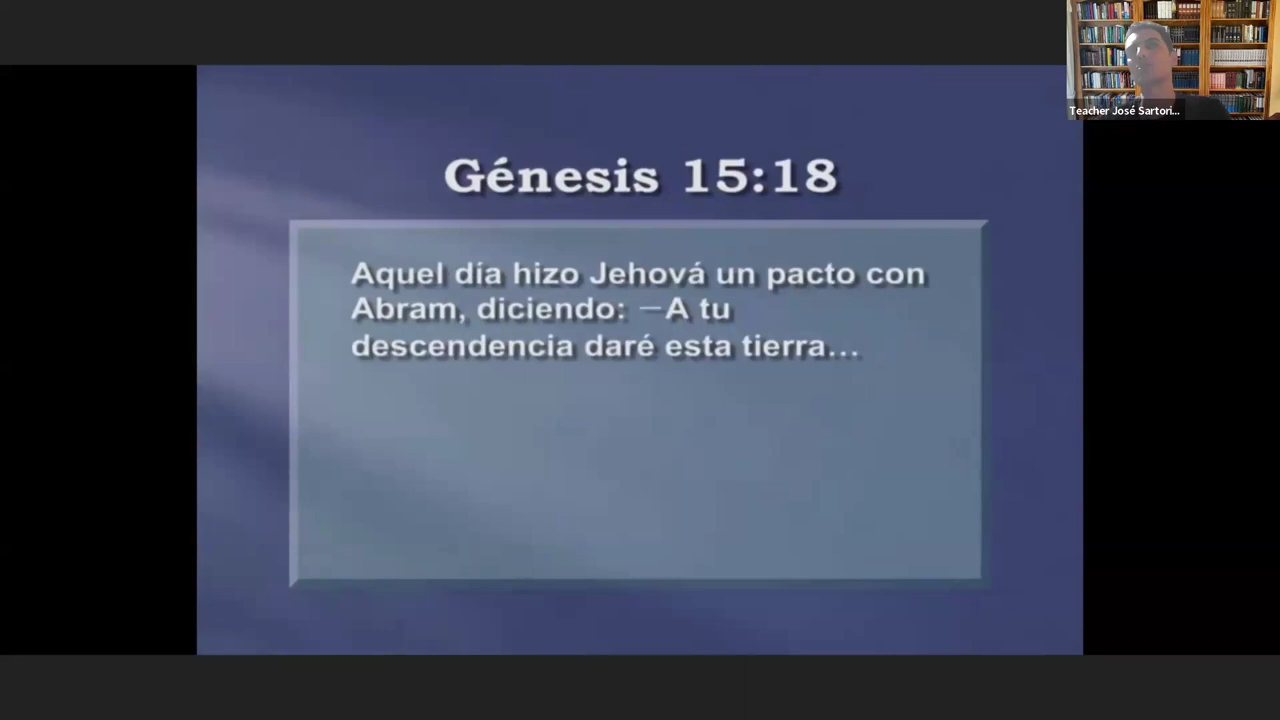 Teacher José Sartori...
Génesis 15:18
Aquel día hizo Jehová un pacto con
Abram, diciendo: —A tu
descendencia daré esta tierra...